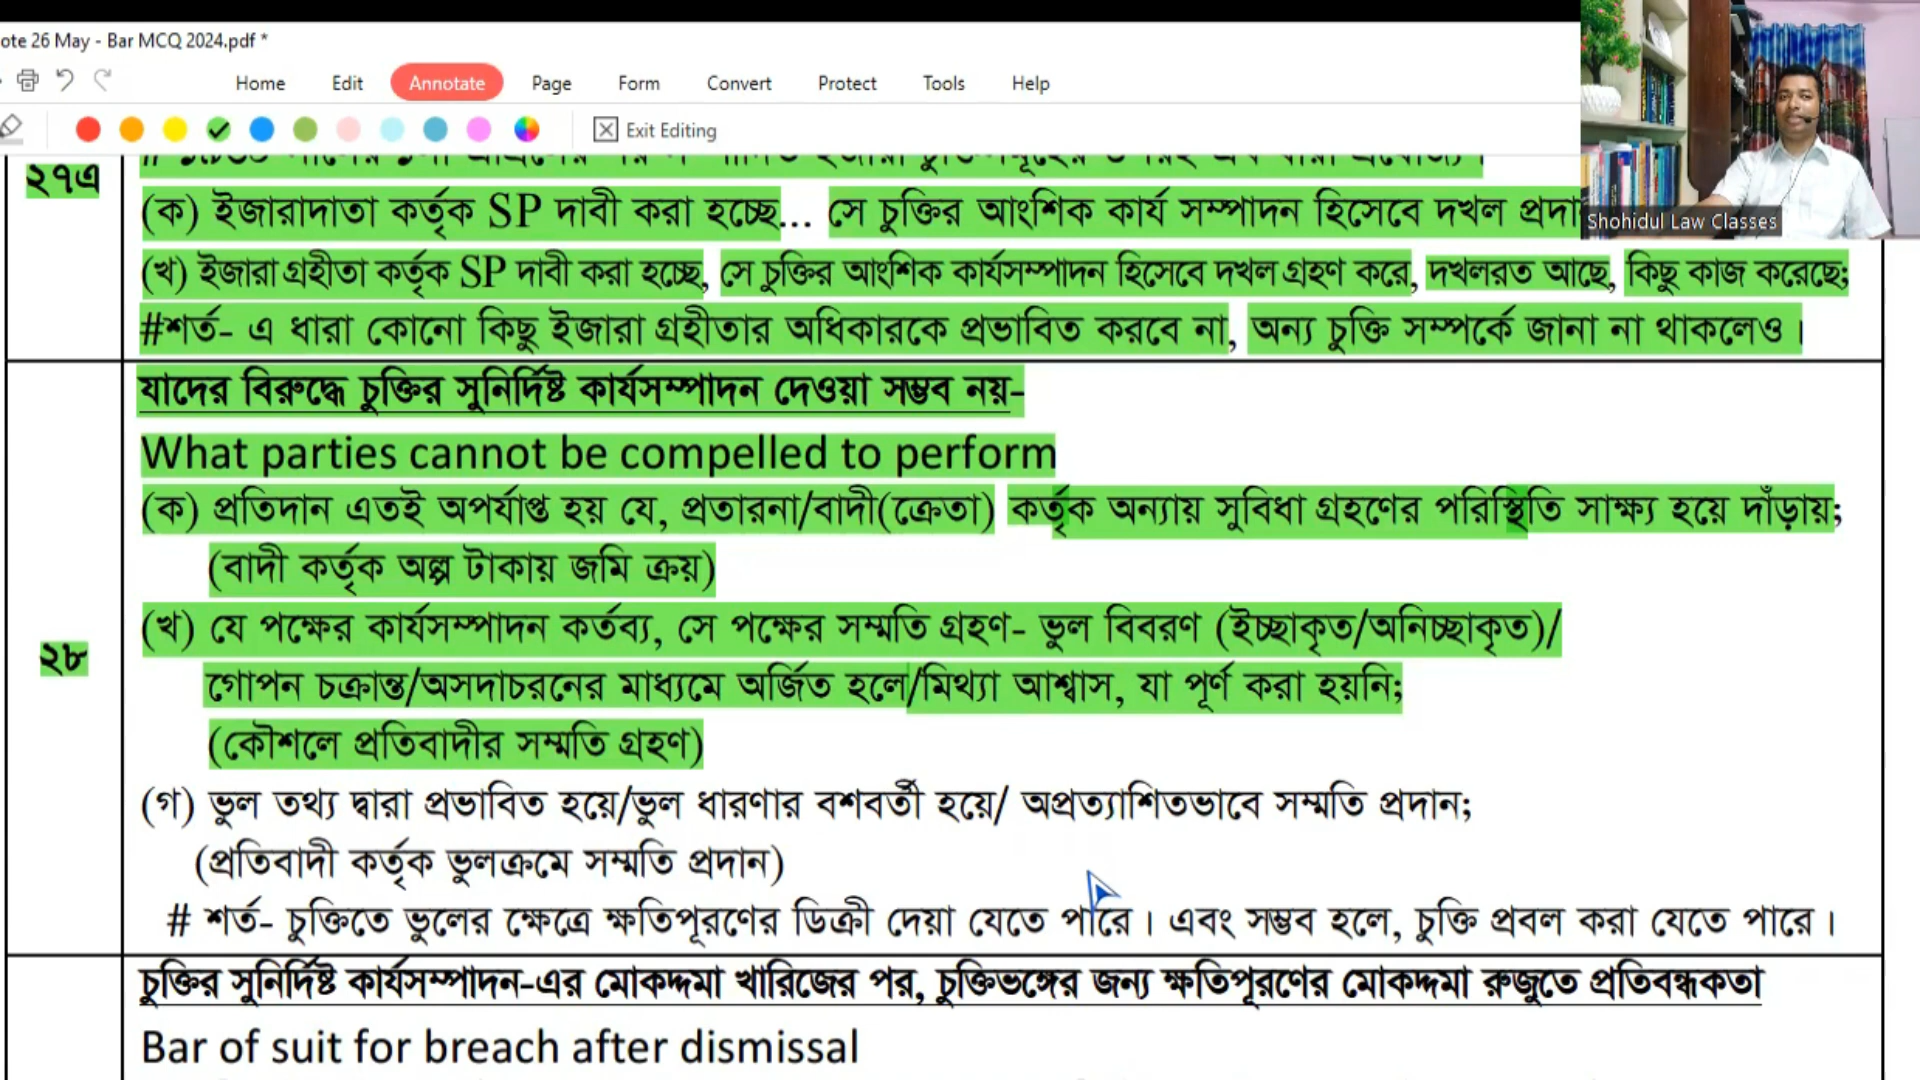 ote 26 May - Bar MCQ 2024.pdf *
Home Edit Annotate Page Form Convert Protect Tools Help
Exit Editing
Shohidul Law Classes
২৭এ
(ক) ইজারাদাতা কর্তৃক SP দাবী করা হচ্ছে... সে চুক্তির আংশিক কার্য সম্পাদন হিসেবে দখল
(খ) ইজারা গ্রহীতা কর্তৃক SP দাবী করা হচ্ছে, সে চুক্তির আংশিক কার্যসম্পাদন হিসেবে দখল গ্রহণ করে, দখলরত আছে, কিছু কাজ করেছে;
#শর্ত- এ ধারা কোনো কিছু ইজারা গ্রহীতার অধিকারকে প্রভাবিত করবে না, অন্য চুক্তি সম্পর্কে জানা না থাকলেও।
২৮
যাদের বিরুদ্ধে চুক্তির সুনির্দিষ্ট কার্যসম্পাদন দেওয়া সম্ভব নয়-
What parties cannot be compelled to perform
(ক) প্রতিদান এতই অপর্যাপ্ত হয় যে, প্রতারনা/বাদী(ক্রেতা) কর্তৃক অন্যায় সুবিধা গ্রহণের পরিস্থিতি সাক্ষ্য হয়ে দাঁড়ায়;
(বাদী কর্তৃক অল্প টাকায় জমি ক্রয়)
(খ) যে পক্ষের কার্যসম্পাদন কর্তব্য, সে পক্ষের সম্মতি গ্রহণ- ভুল বিবরণ (ইচ্ছাকৃত/অনিচ্ছাকৃত)/
গোপন চক্রান্ত/অসদাচরনের মাধ্যমে অর্জিত হলে/মিথ্যা আশ্বাস, যা পূর্ণ করা হয়নি;
(কৌশলে প্রতিবাদীর সম্মতি গ্রহণ)
(গ) ভুল তথ্য দ্বারা প্রভাবিত হয়ে/ভুল ধারণার বশবর্তী হয়ে/ অপ্রত্যাশিতভাবে সম্মতি প্রদান;
(প্রতিবাদী কর্তৃক ভুলক্রমে সম্মতি প্রদান)
# শর্ত- চুক্তিতে ভুলের ক্ষেত্রে ক্ষতিপূরণের ডিক্রী দেয়া যেতে পারে। এবং সম্ভব হলে, চুক্তি প্রবল করা যেতে পারে।
চুক্তির সুনির্দিষ্ট কার্যসম্পাদন-এর মোকদ্দমা খারিজের পর, চুক্তিভঙ্গের জন্য ক্ষতিপূরণের মোকদ্দমা রুজুতে প্রতিবন্ধকতা
Bar of suit for breach after dismissal